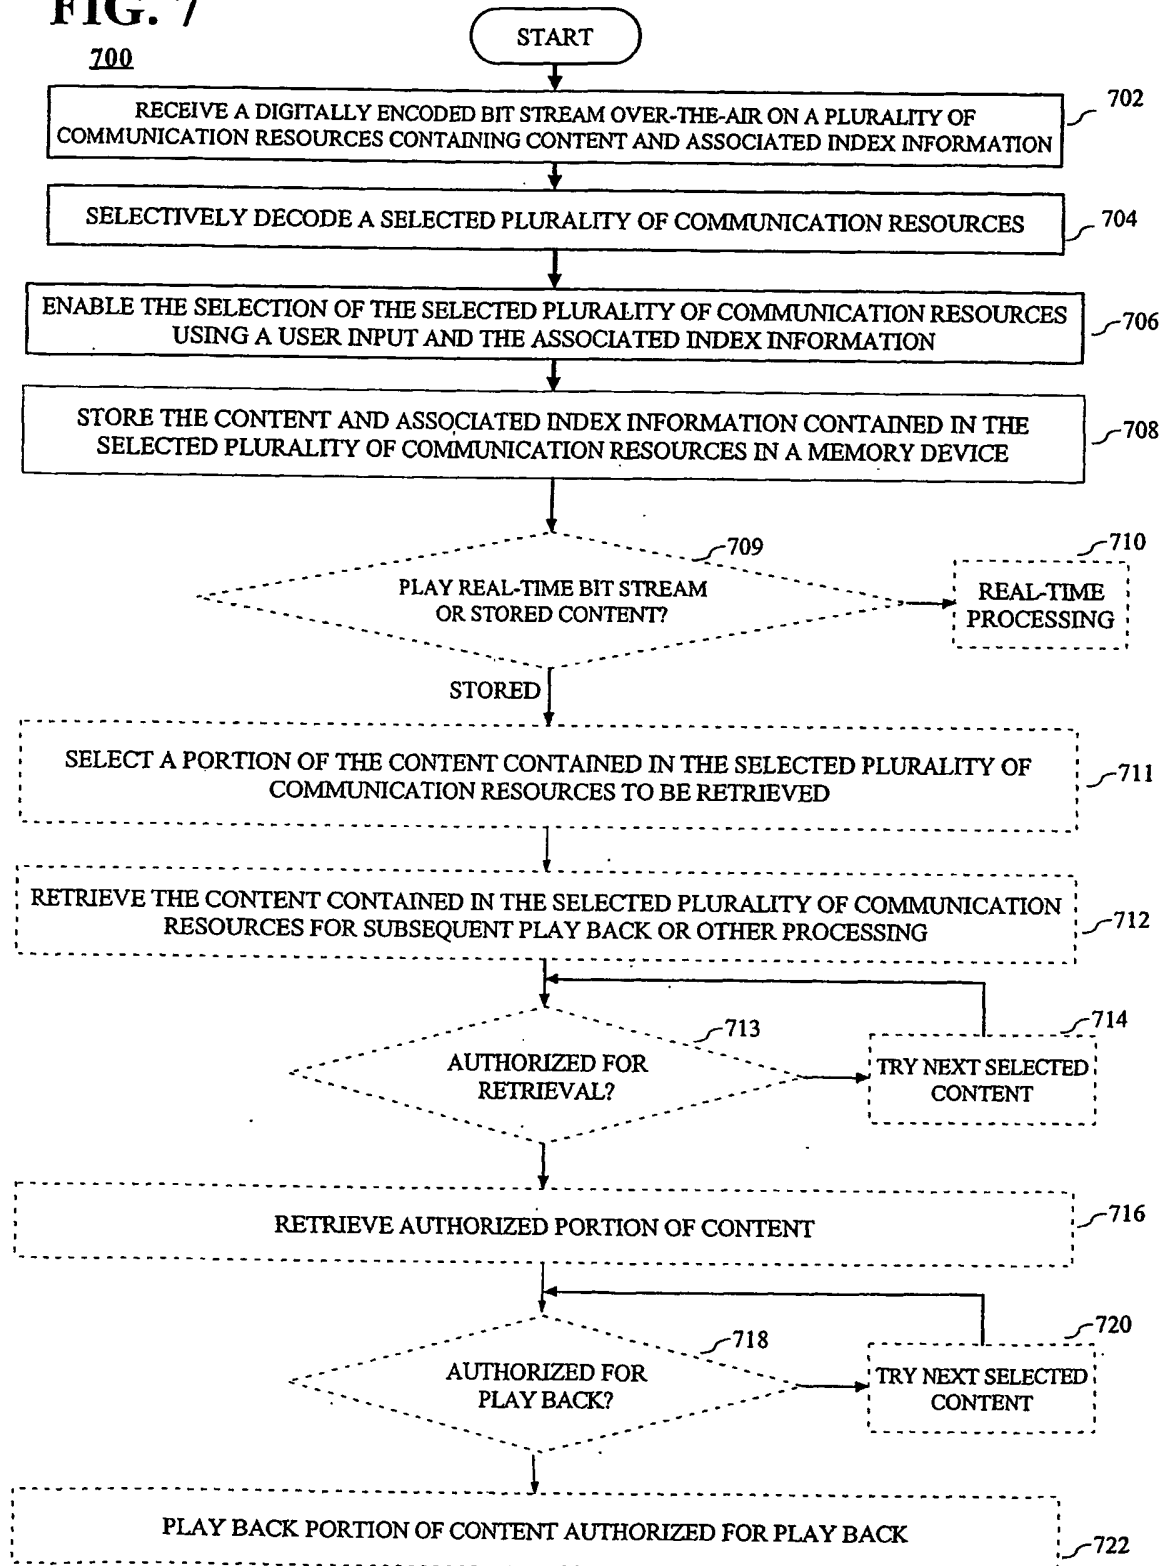 FIG. 7
700
START
RECEIVE A DIGITALLY ENCODED BIT STREAM OVER-THE-AIR ON A PLURALITY OF
COMMUNICATION RESOURCES CONTAINING CONTENT AND ASSOCIATED INDEX INFORMATION
702
SELECTIVELY DECODE A SELECTED PLURALITY OF COMMUNICATION RESOURCES
704
ENABLE THE SELECTION OF THE SELECTED PLURALITY OF COMMUNICATION RESOURCES
USING A USER INPUT AND THE ASSOCIATED INDEX INFORMATION
706
STORE THE CONTENT AND ASSOCIATED INDEX INFORMATION CONTAINED IN THE
SELECTED PLURALITY OF COMMUNICATION RESOURCES IN A MEMORY DEVICE
708
709
PLAY REAL-TIME BIT STREAM
OR STORED CONTENT?
710
REAL-TIME
PROCESSING
STORED
SELECT A PORTION OF THE CONTENT CONTAINED IN THE SELECTED PLURALITY OF
COMMUNICATION RESOURCES TO BE RETRIEVED
711
RETRIEVE THE CONTENT CONTAINED IN THE SELECTED PLURALITY OF COMMUNICATION
RESOURCES FOR SUBSEQUENT PLAY BACK OR OTHER PROCESSING
712
713
AUTHORIZED FOR
RETRIEVAL?
714
TRY NEXT SELECTED
CONTENT
RETRIEVE AUTHORIZED PORTION OF CONTENT
716
718
AUTHORIZED FOR
PLAY BACK?
720
TRY NEXT SELECTED
CONTENT
PLAY BACK PORTION OF CONTENT AUTHORIZED FOR PLAY BACK
722